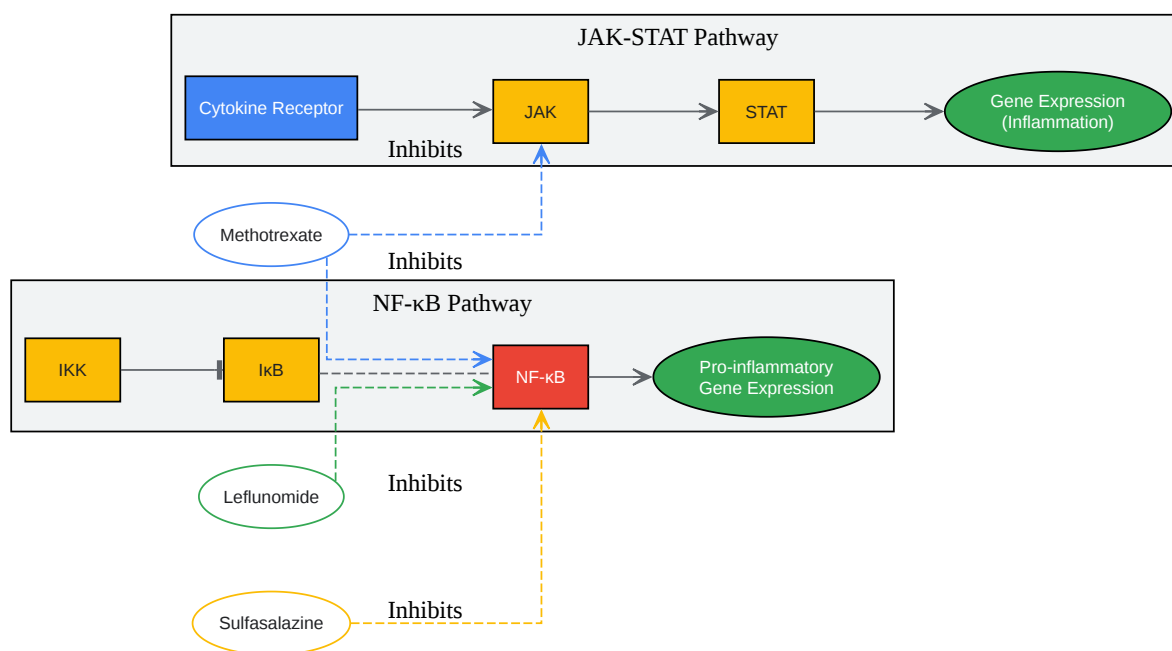 JAK-STAT Pathway
Cytokine Receptor
JAK
STAT
Gene Expression
(Inflammation)
Inhibits
Methotrexate
Inhibits
NF-κB Pathway
IKK
IκB
NF-κB
Pro-inflammatory
Gene Expression
Inhibits
Leflunomide
Inhibits
Sulfasalazine